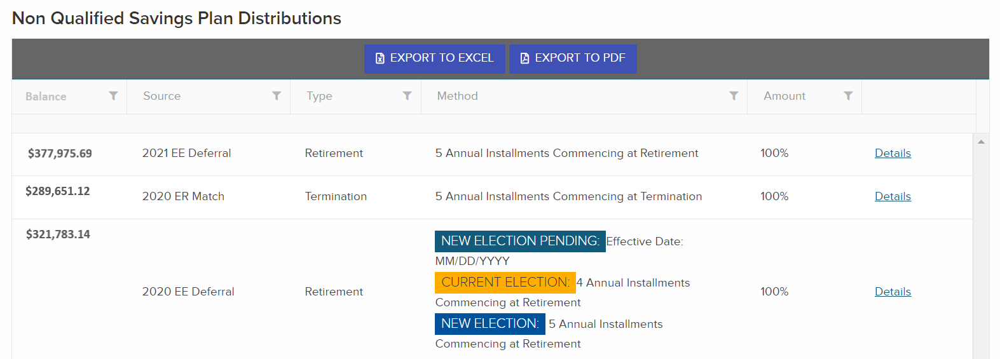 Non Qualified Savings Plan Distributions
EXPORT TO EXCEL EXPORT TO PDF
Balance Source Type Method Amount
$377,975.69 2021 EE Deferral Retirement 5 Annual Installments Commencing at Retirement 100% Details
$289,651.12 2020 ER Match Termination 5 Annual Installments Commencing at Termination 100% Details
$321,783.14
NEW ELECTION PENDING: Effective Date:
MM/DD/YYYY
CURRENT ELECTION: 4 Annual Installments
2020 EE Deferral Retirement 100% Details
Commencing at Retirement
NEW ELECTION: 5 Annual Installments
Commencing at Retirement